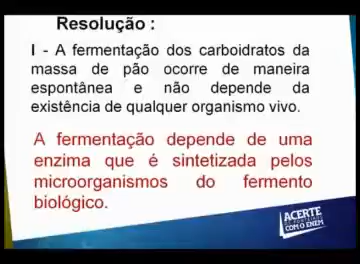 Resolução :
I - A fermentação dos carboidratos da
massa de pão ocorre de maneira
espontânea e não depende da
existência de qualquer organismo vivo.
A fermentação depende de uma
enzima que é sintetizada pelos
microorganismos do fermento
biológico.
ACERTE
COM O ENEM